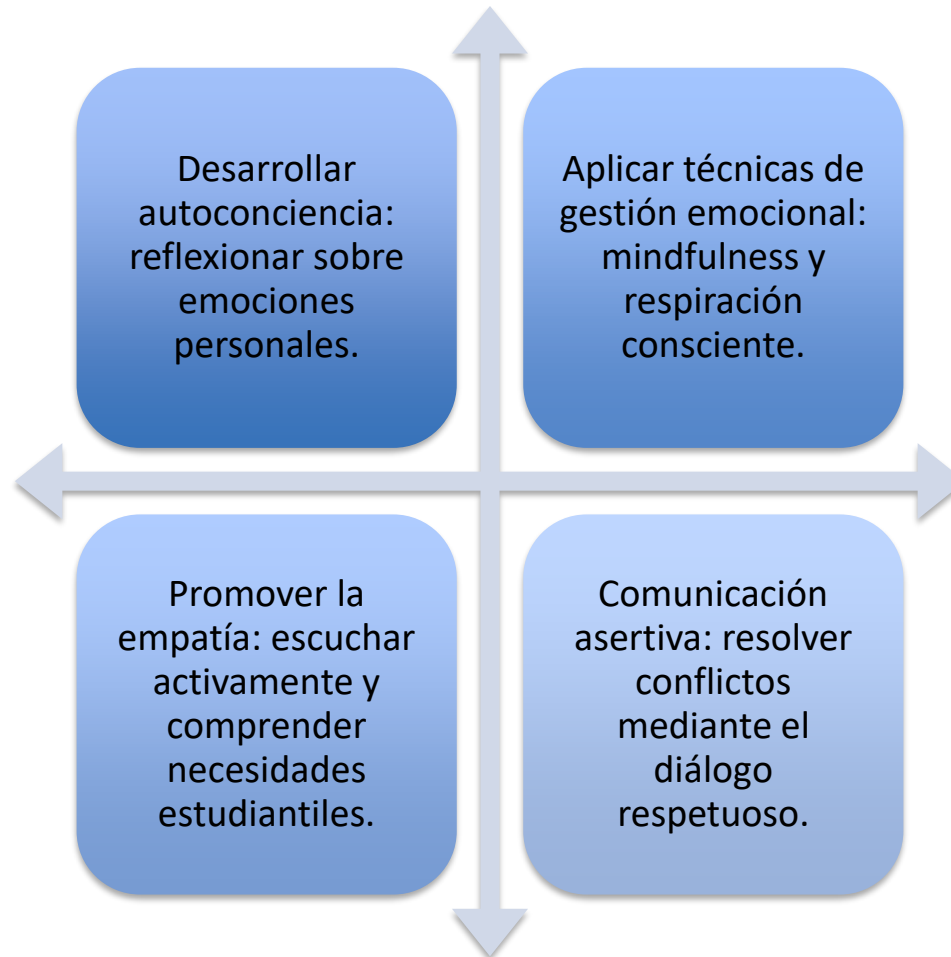 Desarrollar
autoconciencia:
reflexionar sobre
emociones
personales.
Aplicar técnicas de
gestión emocional:
mindfulness y
respiración
consciente.
Promover la
empatía: escuchar
activamente y
comprender
necesidades
estudiantiles.
Comunicación
asertiva: resolver
conflictos
mediante el
diálogo
respetuoso.